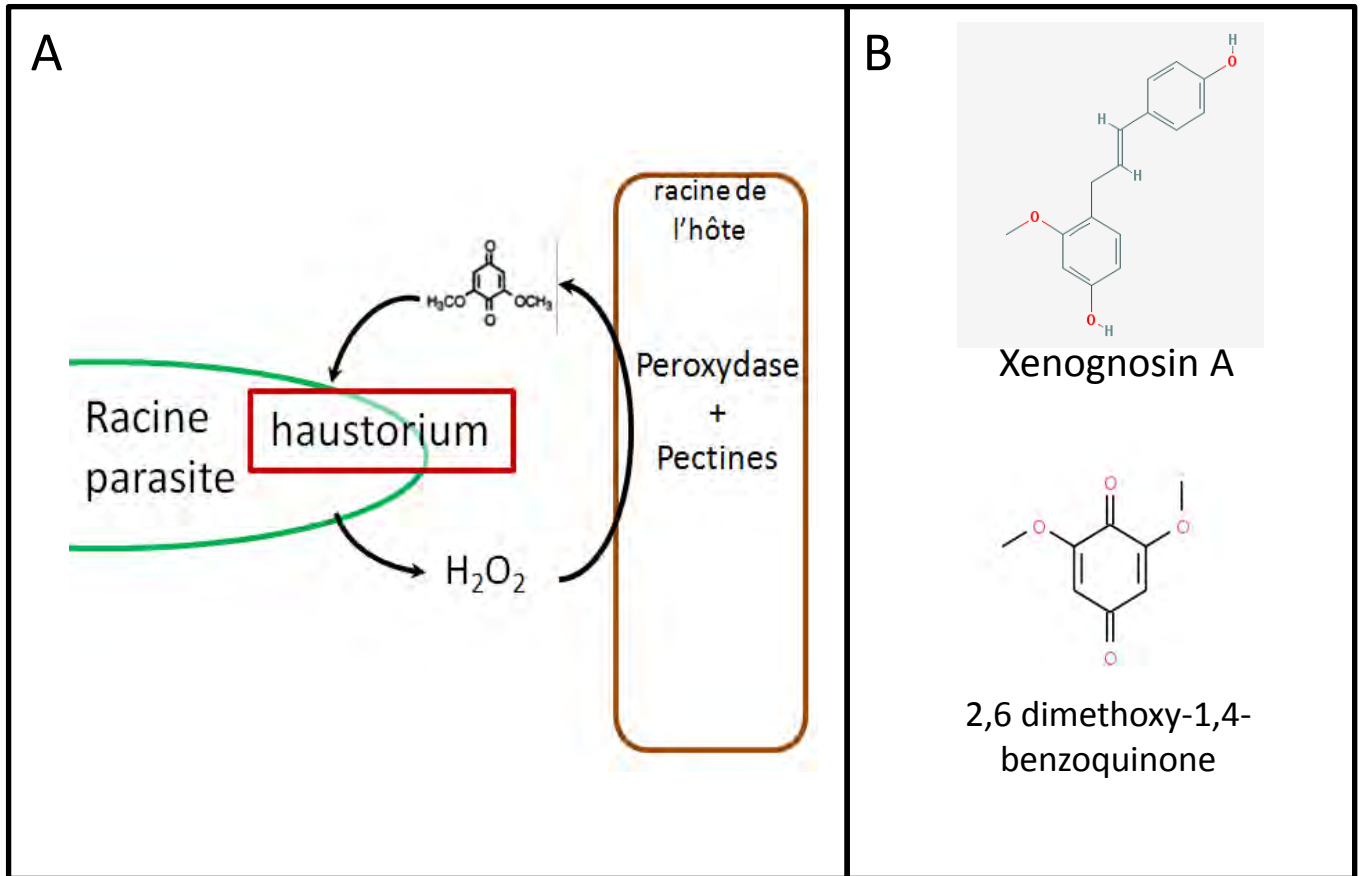 A
racine de
l'hôte
O
H₃CO
OCH₃
O
Peroxydase
+
Pectines
Racine
parasite
haustorium
H₂O₂
B
H
O
H
H
O
O
H
Xenognosin A
O
O
O
O
2,6 dimethoxy-1,4-
benzoquinone